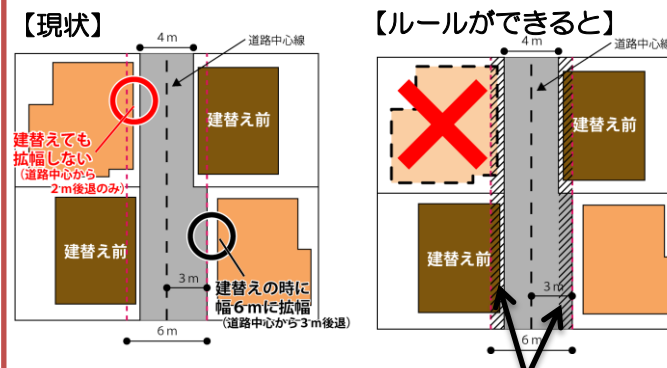 【現状】
4m
道路中心線
建替え前
建替えても
拡幅しない
（道路中心から
2m後退のみ）
建替え前
3m
建替えの時に
幅6mに拡幅
（道路中心から3m後退）
6m
【ルールができると】
4m
道路中心線
建替え前
建替え前
3m
6m